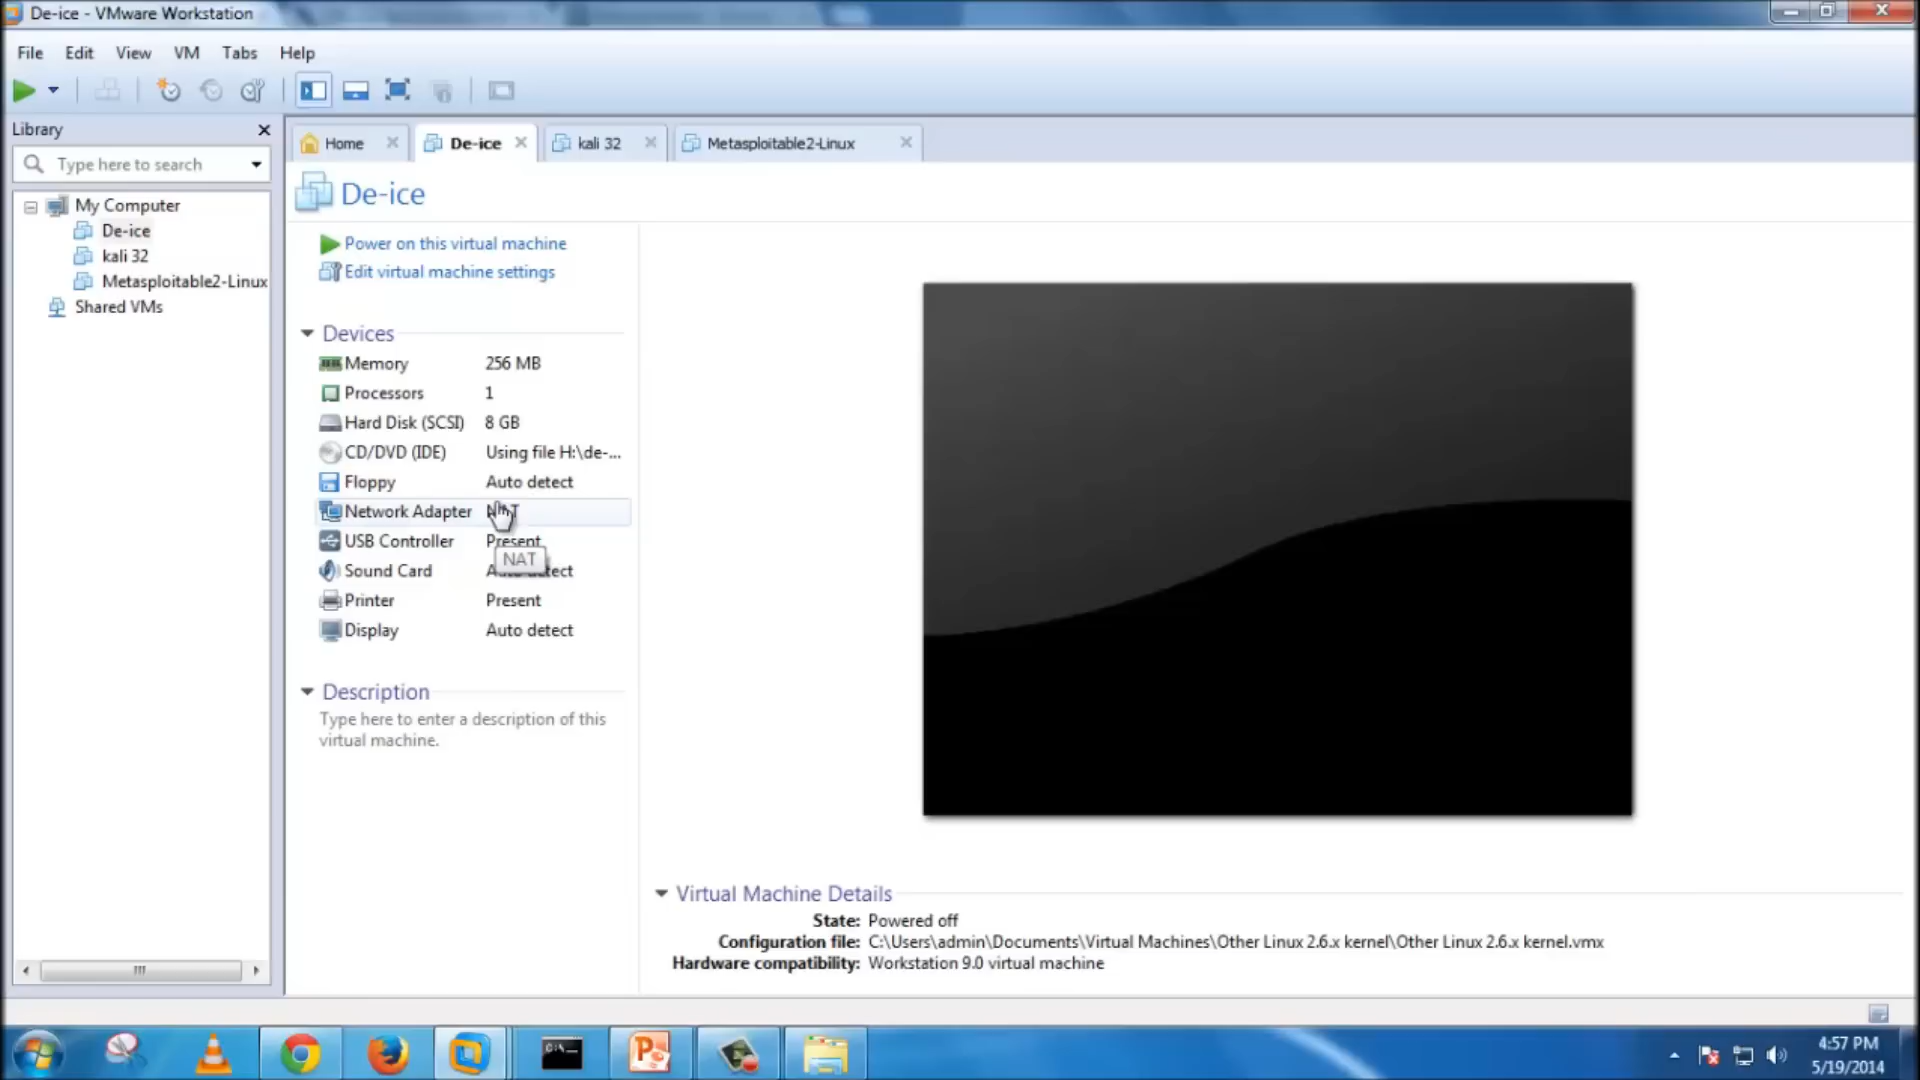 De-ice - VMware Workstation
File Edit View VM Tabs Help
Library
Type here to search
My Computer
De-ice
kali 32
Metasploitable2-Linux
Shared VMs
Home
De-ice
kali 32
Metasploitable2-Linux
De-ice
Power on this virtual machine
Edit virtual machine settings
Devices
Memory 256 MB
Processors 1
Hard Disk (SCSI) 8 GB
CD/DVD (IDE) Using file H:\de-...
Floppy Auto detect
Network Adapter
USB Controller Present
NAT
Sound Card
Printer Present
Display Auto detect
Description
Type here to enter a description of this
virtual machine.
Virtual Machine Details
State: Powered off
Configuration file: C:\Users\admin\Documents\Virtual Machines\Other Linux 2.6.x kernel\Other Linux 2.6.x kernel.vmx
Hardware compatibility: Workstation 9.0 virtual machine
4:57 PM
5/19/2014